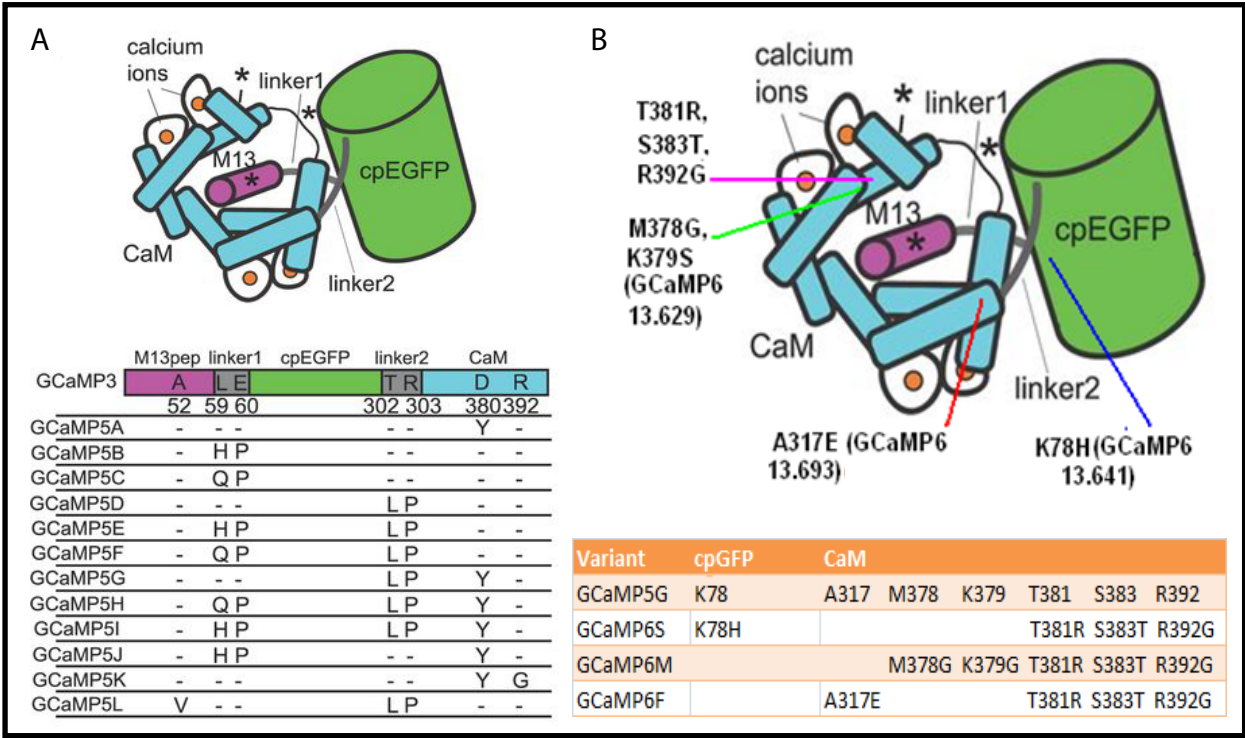 A
calcium
ions
*
linker1
*
M13
*
cpEGFP
CaM
linker2
M13pep linker1 cpEGFP linker2 CaM
GCaMP3 A L E T R D R
52 59 60 302 303 380 392
GCaMP5A - - - - - Y -
GCaMP5B - H P - - - -
GCaMP5C - Q P - - - -
GCaMP5D - - - L P - -
GCaMP5E - H P L P - -
GCaMP5F - Q P L P - -
GCaMP5G - - - L P Y -
GCaMP5H - Q P L P Y -
GCaMP5I - H P L P Y -
GCaMP5J - H P - - Y -
GCaMP5K - - - - - Y G
GCaMP5L V - - L P - -
B
calcium
ions
*
linker1
*
T381R,
S383T,
R392G
M13
*
cpEGFP
M378G,
K379S
(GCaMP6
13.629)
CaM
linker2
A317E (GCaMP6
13.693)
K78H(GCaMP6
13.641)
Variant cpGFP CaM
GCaMP5G K78 A317 M378 K379 T381 S383 R392
GCaMP6S K78H T381R S383T R392G
GCaMP6M M378G K379G T381R S383T R392G
GCaMP6F A317E T381R S383T R392G